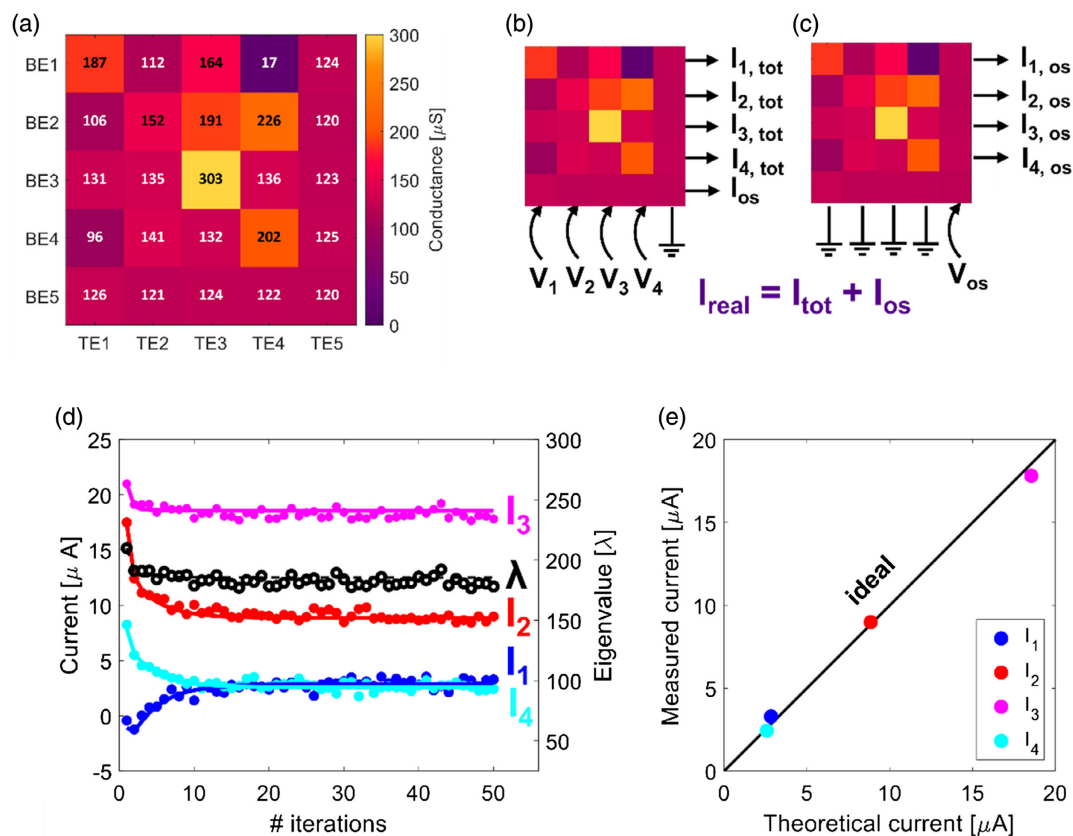 (a)
BE1 187 112 164 17 124
BE2 106 152 191 226 120
BE3 131 135 303 136 123
BE4 96 141 132 202 125
BE5 126 121 124 122 120
TE1 TE2 TE3 TE4 TE5
300
250
200
150
100
50
0
Conductance [μS]
(b)
I1, tot
I2, tot
I3, tot
I4, tot
Ios
V1 V2 V3 V4
(c)
I1, os
I2, os
I3, os
I4, os
Vos
Ireal = Itot + Ios
(d)
25
20
15
10
5
0
-5
Current [μ A]
300
250
200
150
100
50
Eigenvalue [λ]
I3
λ
I2
I1
I4
0 10 20 30 40 50
# iterations
(e)
20
15
10
5
0
Measured current [μA]
ideal
I1
I2
I3
I4
0 5 10 15 20
Theoretical current [μA]